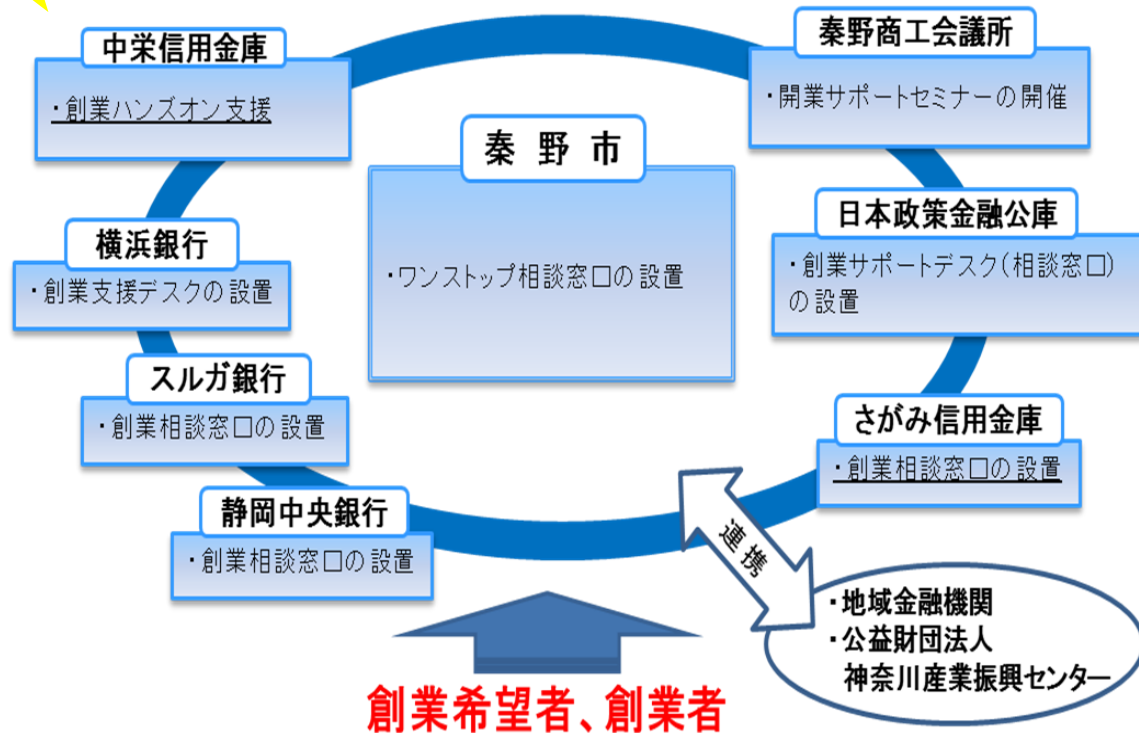 中栄信用金庫
・創業ハンズオン支援
秦野商工会議所
・開業サポートセミナーの開催
秦野市
・ワンストップ相談窓口の設置
横浜銀行
・創業支援デスクの設置
日本政策金融公庫
・創業サポートデスク(相談窓口)
の設置
スルガ銀行
・創業相談窓口の設置
さがみ信用金庫
・創業相談窓口の設置
静岡中央銀行
・創業相談窓口の設置
連携
・地域金融機関
・公益財団法人
神奈川産業振興センター
創業希望者、創業者